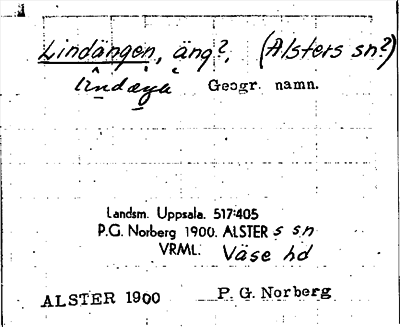 Lindängen, äng?, (Alsters sn?)
Geogr. namn.
Landsm. Uppsala. 517:405
P.G. Norberg 1900. ALSTER s sn
VRML. Väse hd
ALSTER 1900 P. G. Norberg